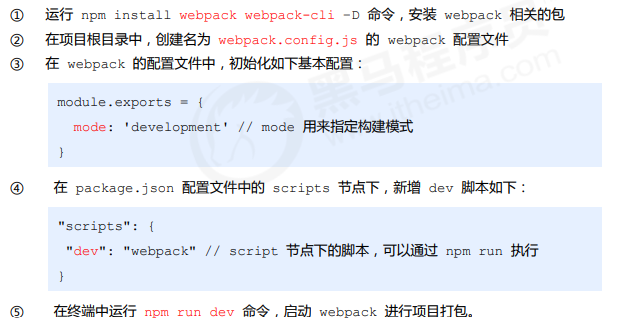 ① 运行 npm install webpack webpack-cli –D 命令，安装 webpack 相关的包
② 在项目根目录中，创建名为 webpack.config.js 的 webpack 配置文件
③ 在 webpack 的配置文件中，初始化如下基本配置：
module.exports = {
mode: 'development' // mode 用来指定构建模式
}
④ 在 package.json 配置文件中的 scripts 节点下，新增 dev 脚本如下：
"scripts": {
"dev": "webpack" // script 节点下的脚本，可以通过 npm run 执行
}
⑤ 在终端中运行 npm run dev 命令，启动 webpack 进行项目打包。
黑马程序员
itheima.com